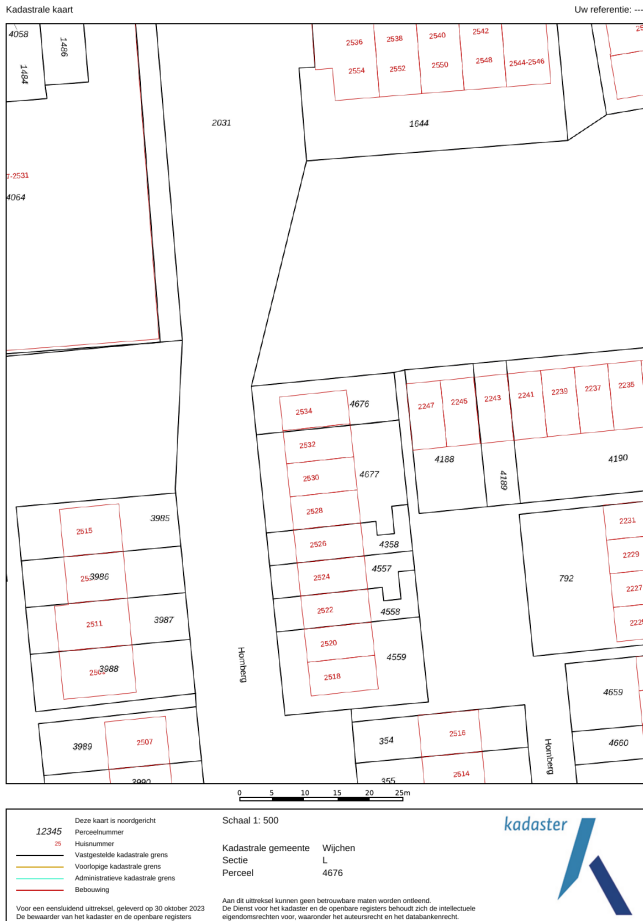 Kadastrale kaart
Uw referentie: ---
4058
1486
1484
2536
2538
2540
2542
2554
2552
2550
2548
2544-2546
2031
1644
7-2531
4064
2534
4676
2532
2530
4677
2528
2526
4358
2524
4557
2522
4558
2520
4559
2518
2247
2245
2243
2241
2239
2237
2235
4188
4189
4190
2231
2229
792
2227
3985
2515
3986
2511
3987
3988
3989
2507
3990
Homberg
354
2516
355
2514
Homberg
4659
4660
0 5 10 15 20 25m
Deze kaart is noordgericht
12345 Perceelnummer
25 Huisnummer
Vastgestelde kadastrale grens
Voorlopige kadastrale grens
Administratieve kadastrale grens
Bebouwing
Voor een eensluidend uittreksel, geleverd op 30 oktober 2023
De bewaarder van het kadaster en de openbare registers
Schaal 1: 500
Kadastrale gemeente Wijchen
Sectie L
Perceel 4676
Aan dit uittreksel kunnen geen betrouwbare maten worden ontleend.
De Dienst voor het kadaster en de openbare registers behoudt zich de intellectuele
eigendomsrechten voor, waaronder het auteursrecht en het databankenrecht.
kadaster